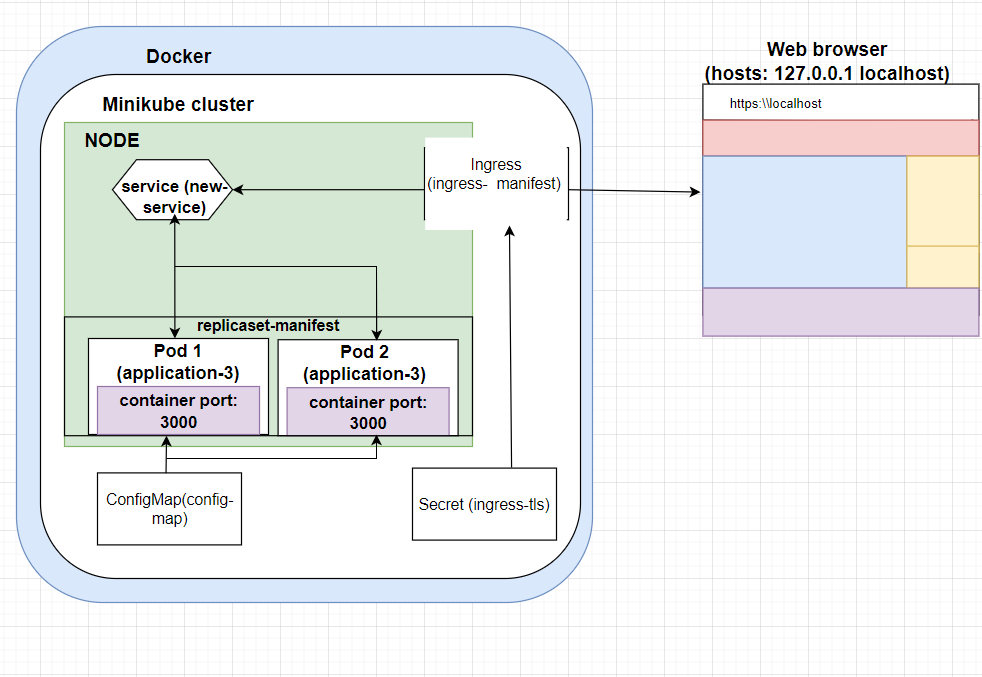 Docker
Minikube cluster
NODE
service (new-
service)
Ingress
(ingress- manifest)
replicaset-manifest
Pod 1
(application-3)
container port:
3000
Pod 2
(application-3)
container port:
3000
ConfigMap(config-
map)
Secret (ingress-tls)
Web browser
(hosts: 127.0.0.1 localhost)
https:\\localhost